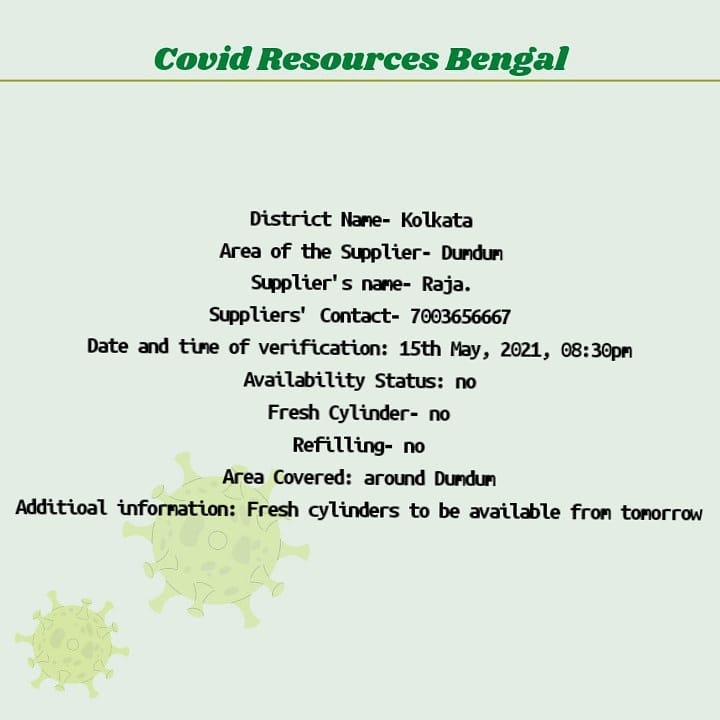 Covid Resources Bengal
District Name- Kolkata
Area of the Supplier- Dumdum
Supplier's name- Raja.
Suppliers' Contact- 7003656667
Date and time of verification: 15th May, 2021, 08:30pm
Availability Status: no
Fresh Cylinder- no
Refilling- no
Area Covered: around Dumdum
Additioal information: Fresh cylinders to be available from tomorrow